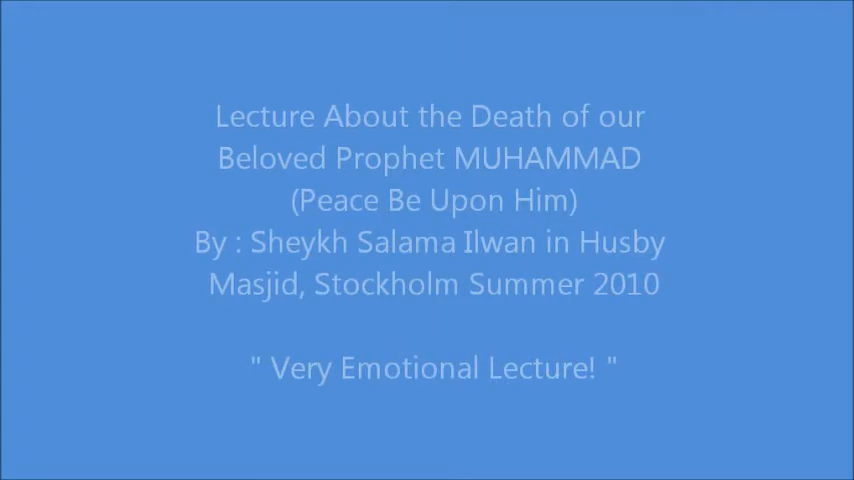 Lecture About the Death of our
Beloved Prophet MUHAMMAD
(Peace Be Upon Him)
By : Sheykh Salama Ilwan in Husby
Masjid, Stockholm Summer 2010
" Very Emotional Lecture! "